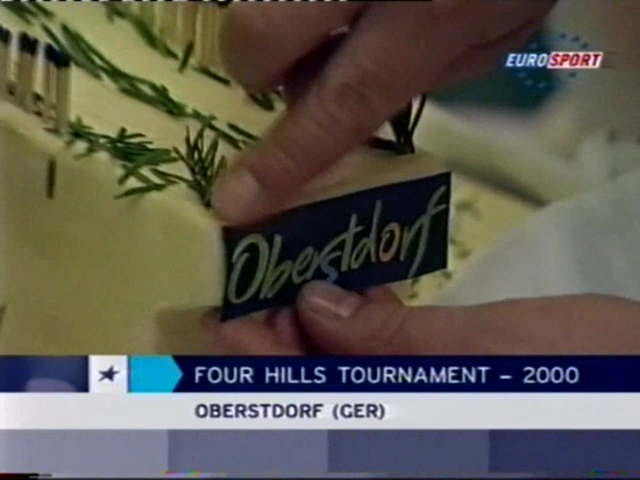 EUROSPORT
Oberstdorf
FOUR HILLS TOURNAMENT – 2000
OBERSTDORF (GER)